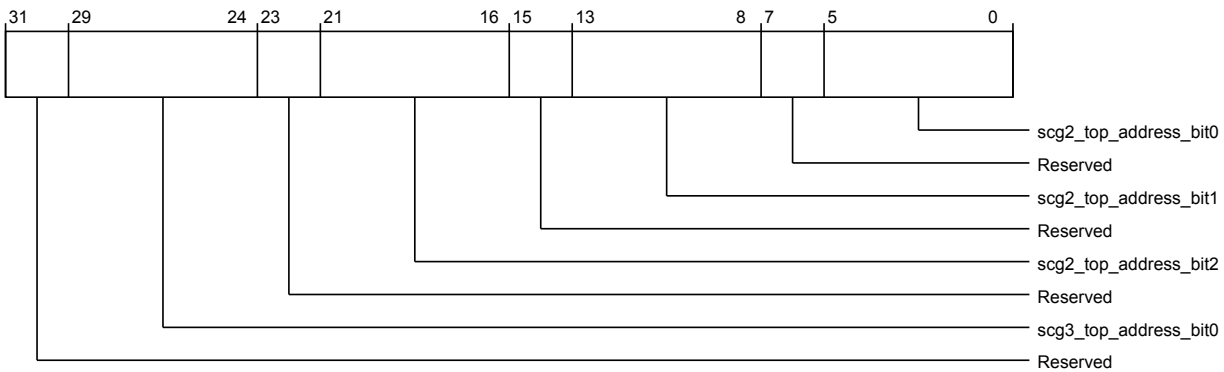 31 29 24 23 21 16 15 13 8 7 5 0
scg2_top_address_bit0
Reserved
scg2_top_address_bit1
Reserved
scg2_top_address_bit2
Reserved
scg3_top_address_bit0
Reserved